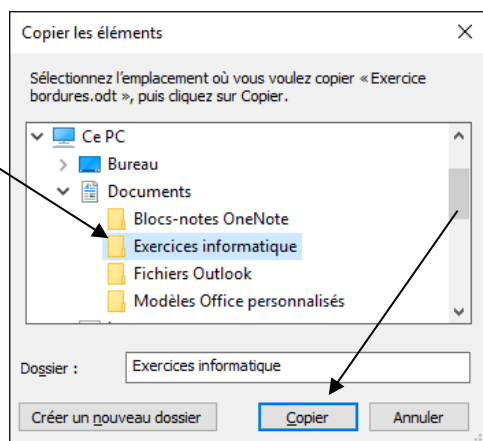 Copier les éléments
Sélectionnez l'emplacement où vous voulez copier « Exercice
bordures.odt », puis cliquez sur Copier.
Ce PC
Bureau
Documents
Blocs-notes OneNote
Exercices informatique
Fichiers Outlook
Modèles Office personnalisés
Dossier : Exercices informatique
Créer un nouveau dossier Copier Annuler